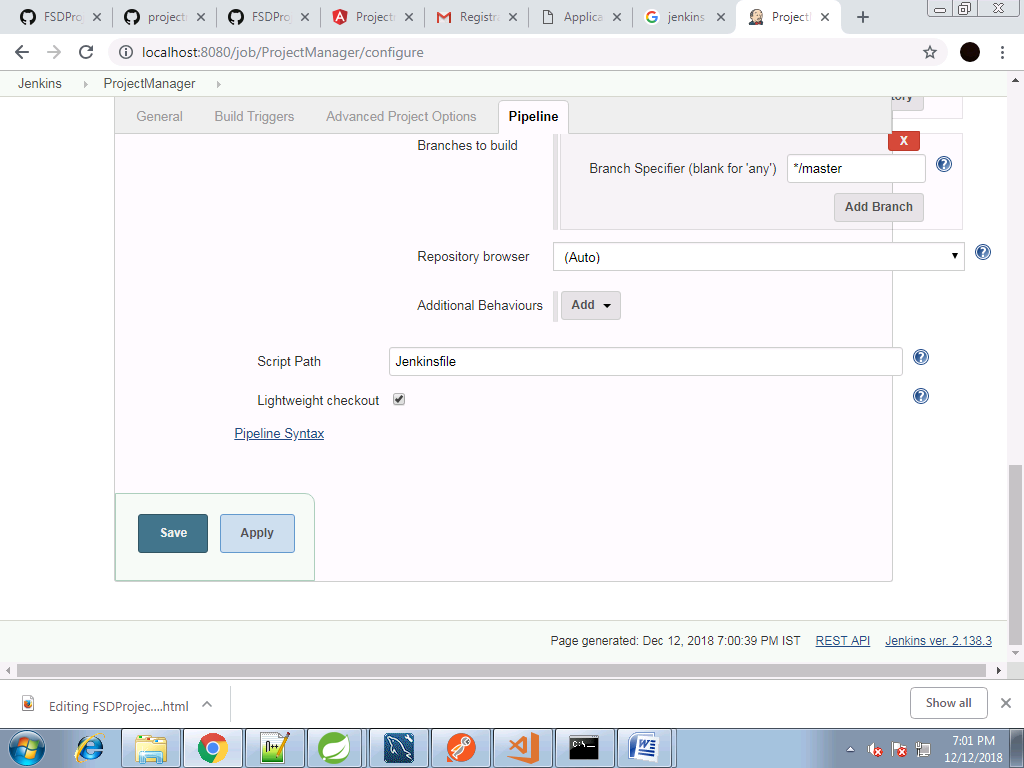 FSDPro
project
FSDPro
Project
Registra
Applica
jenkins
Project
localhost:8080/job/ProjectManager/configure
Jenkins
ProjectManager
General
Build Triggers
Advanced Project Options
Pipeline
X
Branches to build
Branch Specifier (blank for 'any')
*/master
Add Branch
Repository browser
(Auto)
Additional Behaviours
Add
Script Path
Jenkinsfile
Lightweight checkout
Pipeline Syntax
Save
Apply
Page generated: Dec 12, 2018 7:00:39 PM IST
REST API
Jenkins ver. 2.138.3
Editing FSDProjec....html
Show all
7:01 PM
12/12/2018